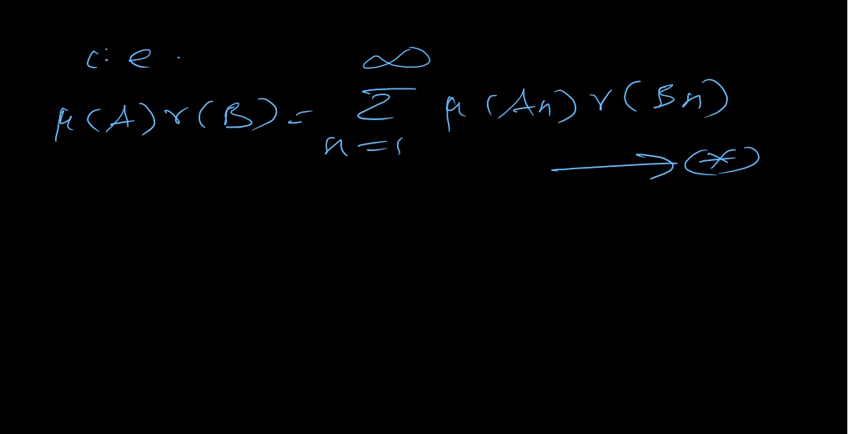 i.e.
μ(A)γ(B) = ∞∑n=1 μ(An)γ(Bn)
→ (*)